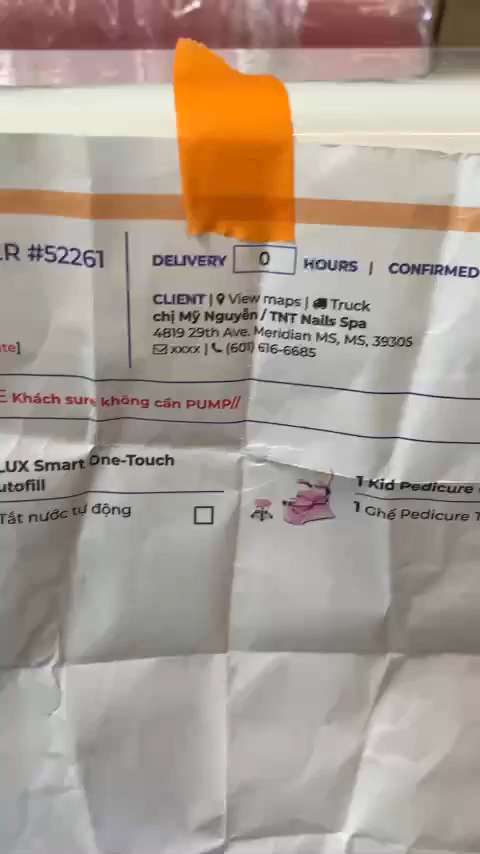 LR #52261
DELIVERY 0 HOURS | CONFIRMED
CLIENT | View maps | Truck
chị Mỹ Nguyễn / TNT Nails Spa
4819 29th Ave. Meridian MS, MS, 39305
xxxx | (601) 616-6685
te]
E Khách sure không cần PUMP//
LUX Smart One-Touch
utofill
Tắt nước tự động
1 Kid Pedicure
1 Ghế Pedicure T